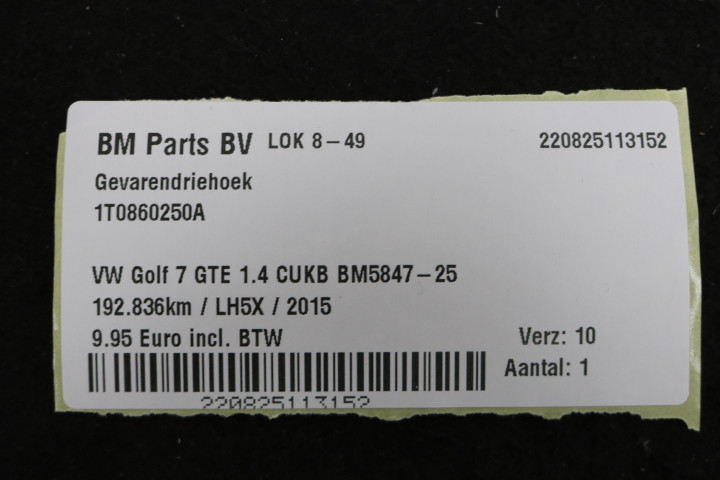 BM Parts BV LOK 8-49 220825113152
Gevarendriehoek
1T0860250A
VW Golf 7 GTE 1.4 CUKB BM5847-25
192.836km / LH5X / 2015
9.95 Euro incl. BTW Verz: 10
Aantal: 1
220825113152